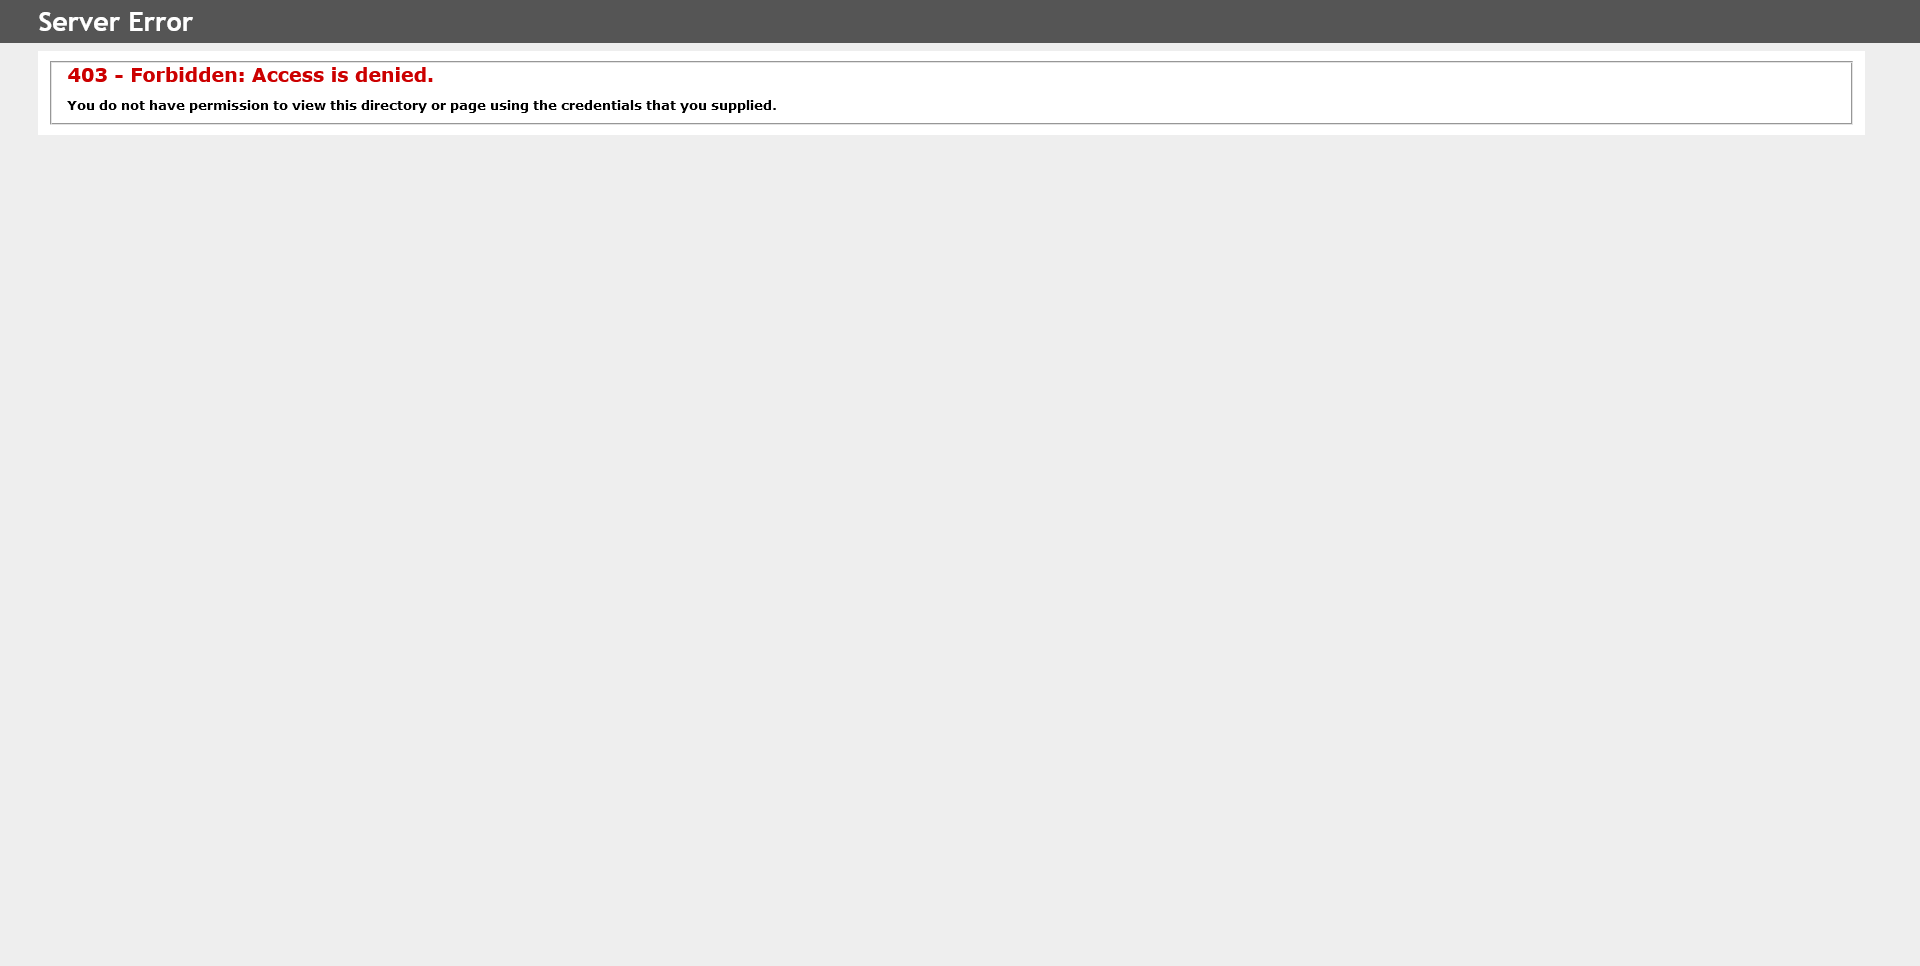 Server Error
403 - Forbidden: Access is denied.
You do not have permission to view this directory or page using the credentials that you supplied.